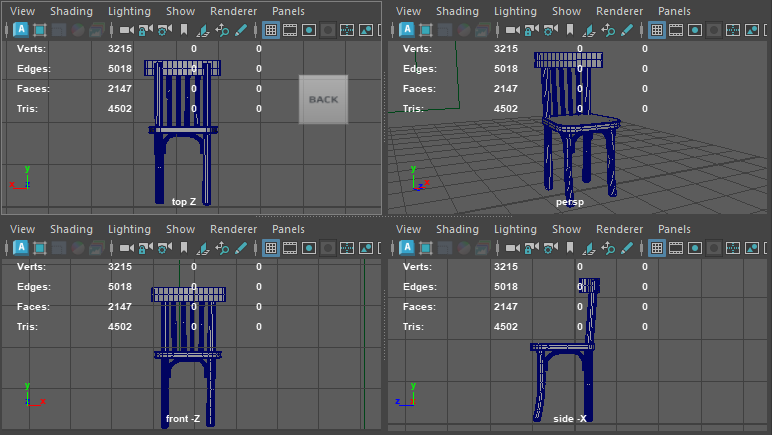 View Shading Lighting Show Renderer Panels
A
Verts: 3215 0 0
Edges: 5018 0 0
Faces: 2147 0 0
Tris: 4502 0 0
BACK
y
x z
top Z
View Shading Lighting Show Renderer Panels
A
Verts: 3215 0 0
Edges: 5018 0 0
Faces: 2147 0 0
Tris: 4502 0 0
y
z x
persp
View Shading Lighting Show Renderer Panels
A
Verts: 3215 0 0
Edges: 5018 0 0
Faces: 2147 0 0
Tris: 4502 0 0
y
z x
front -Z
View Shading Lighting Show Renderer Panels
A
Verts: 3215 0 0
Edges: 5018 0 0
Faces: 2147 0 0
Tris: 4502 0 0
y
z x
side -X